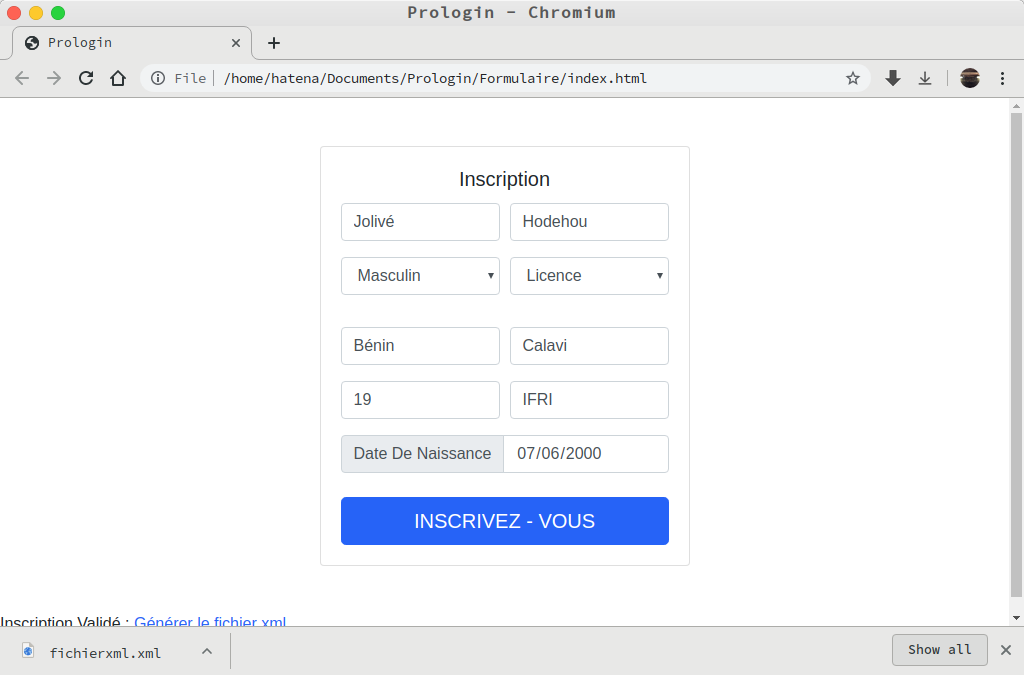 Prologin - Chromium
Prologin
File /home/hatena/Documents/Prologin/Formulaire/index.html
Inscription
Jolivé Hodehou
Masculin Licence
Bénin Calavi
19 IFRI
Date De Naissance 07/06/2000
INSCRIVEZ - VOUS
Inscription Validé : Générer le fichier xml
fichierxml.xml Show all